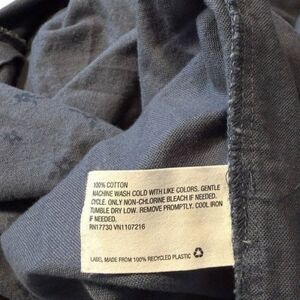 100% COTTON
MACHINE WASH COLD WITH LIKE COLORS. GENTLE
CYCLE. ONLY NON-CHLORINE BLEACH IF NEEDED.
TUMBLE DRY LOW. REMOVE PROMPTLY. COOL IRON
IF NEEDED.
RN17730 VN1107216
LABEL MADE FROM 100% RECYCLED PLASTIC